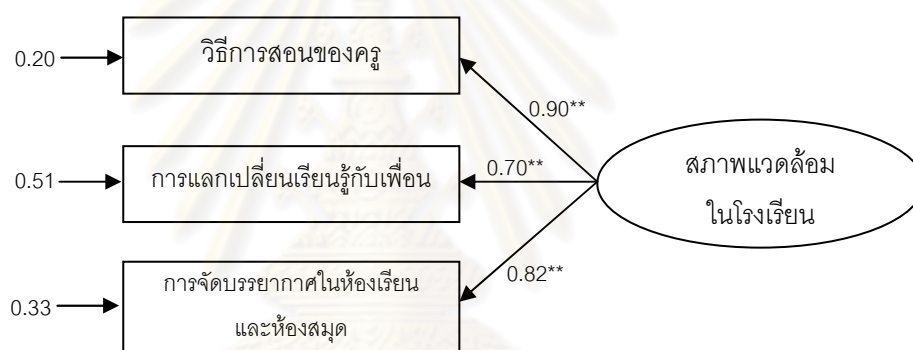 0.20
วิธีการสอนของครู
0.90**
0.51
การแลกเปลี่ยนเรียนรู้กับเพื่อน
0.70**
สภาพแวดล้อม
ในโรงเรียน
0.33
การจัดบรรยากาศในห้องเรียน
และห้องสมุด
0.82**